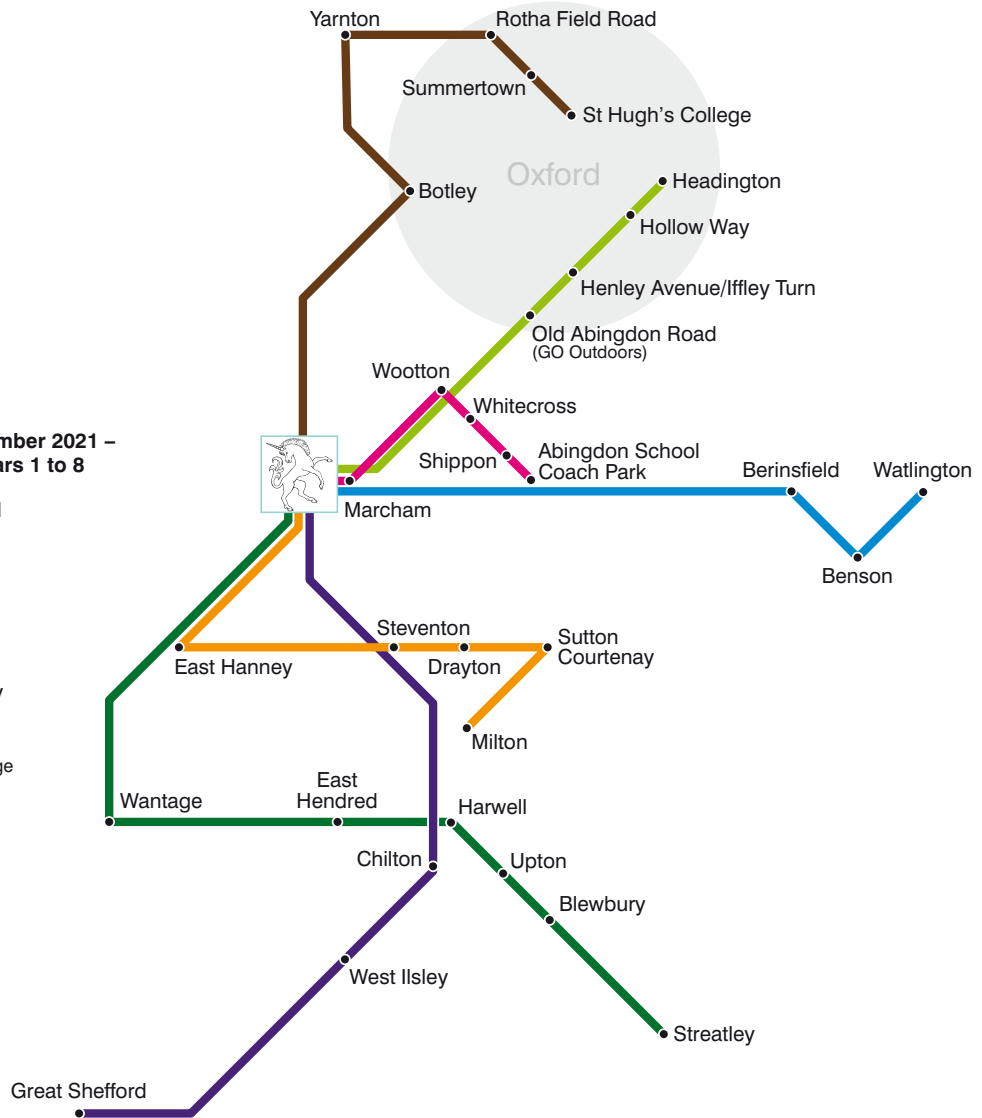 Yarnton
Rotha Field Road
Summertown
St Hugh's College
Oxford
Headington
Botley
Hollow Way
Henley Avenue/Iffley Turn
Old Abingdon Road
(GO Outdoors)
Wootton
Whitecross
mber 2021 –
ars 1 to 8
Shippon
Abingdon School
Coach Park
Berinsfield
Watlington
Marcham
Benson
Steventon
Sutton
Courtenay
East Hanney
Drayton
Milton
ge
Wantage
East
Hendred
Harwell
Chilton
Upton
Blewbury
West Ilsley
Streatley
Great Shefford